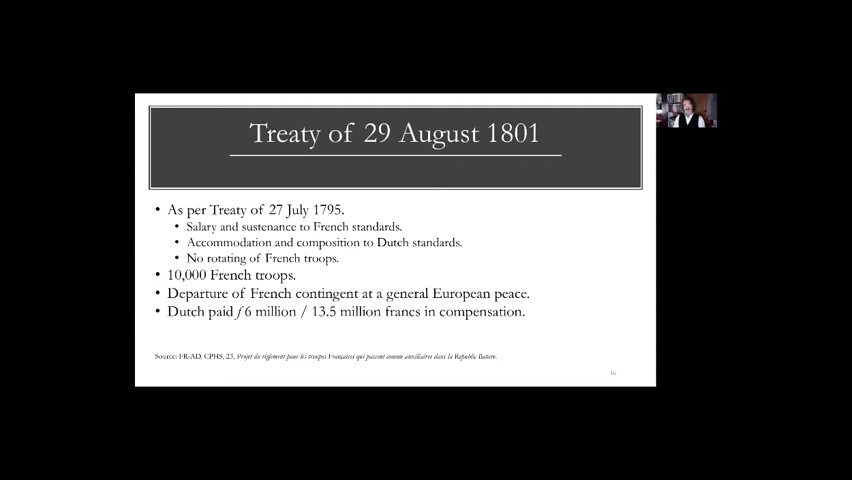 Treaty of 29 August 1801
• As per Treaty of 27 July 1795.
• Salary and sustenance to French standards.
• Accommodation and composition to Dutch standards.
• No rotating of French troops.
• 10,000 French troops.
• Departure of French contingent at a general European peace.
• Dutch paid ƒ 6 million / 13.5 million francs in compensation.
Source: FR-AD, CPHS, 23, Projet du règlement pour les troupes Françaises qui passent comme auxiliaires dans la Republic Batave.
16